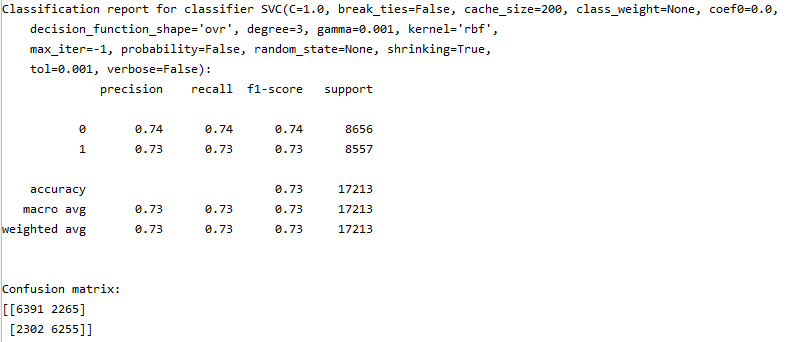 Classification report for classifier SVC(C=1.0, break_ties=False, cache_size=200, class_weight=None, coef0=0.0,
    decision_function_shape='ovr', degree=3, gamma=0.001, kernel='rbf',
    max_iter=-1, probability=False, random_state=None, shrinking=True,
    tol=0.001, verbose=False):
              precision    recall  f1-score   support

           0       0.74      0.74      0.74      8656
           1       0.73      0.73      0.73      8557

    accuracy                           0.73     17213
   macro avg       0.73      0.73      0.73     17213
weighted avg       0.73      0.73      0.73     17213


Confusion matrix:
[[6391 2265]
 [2302 6255]]